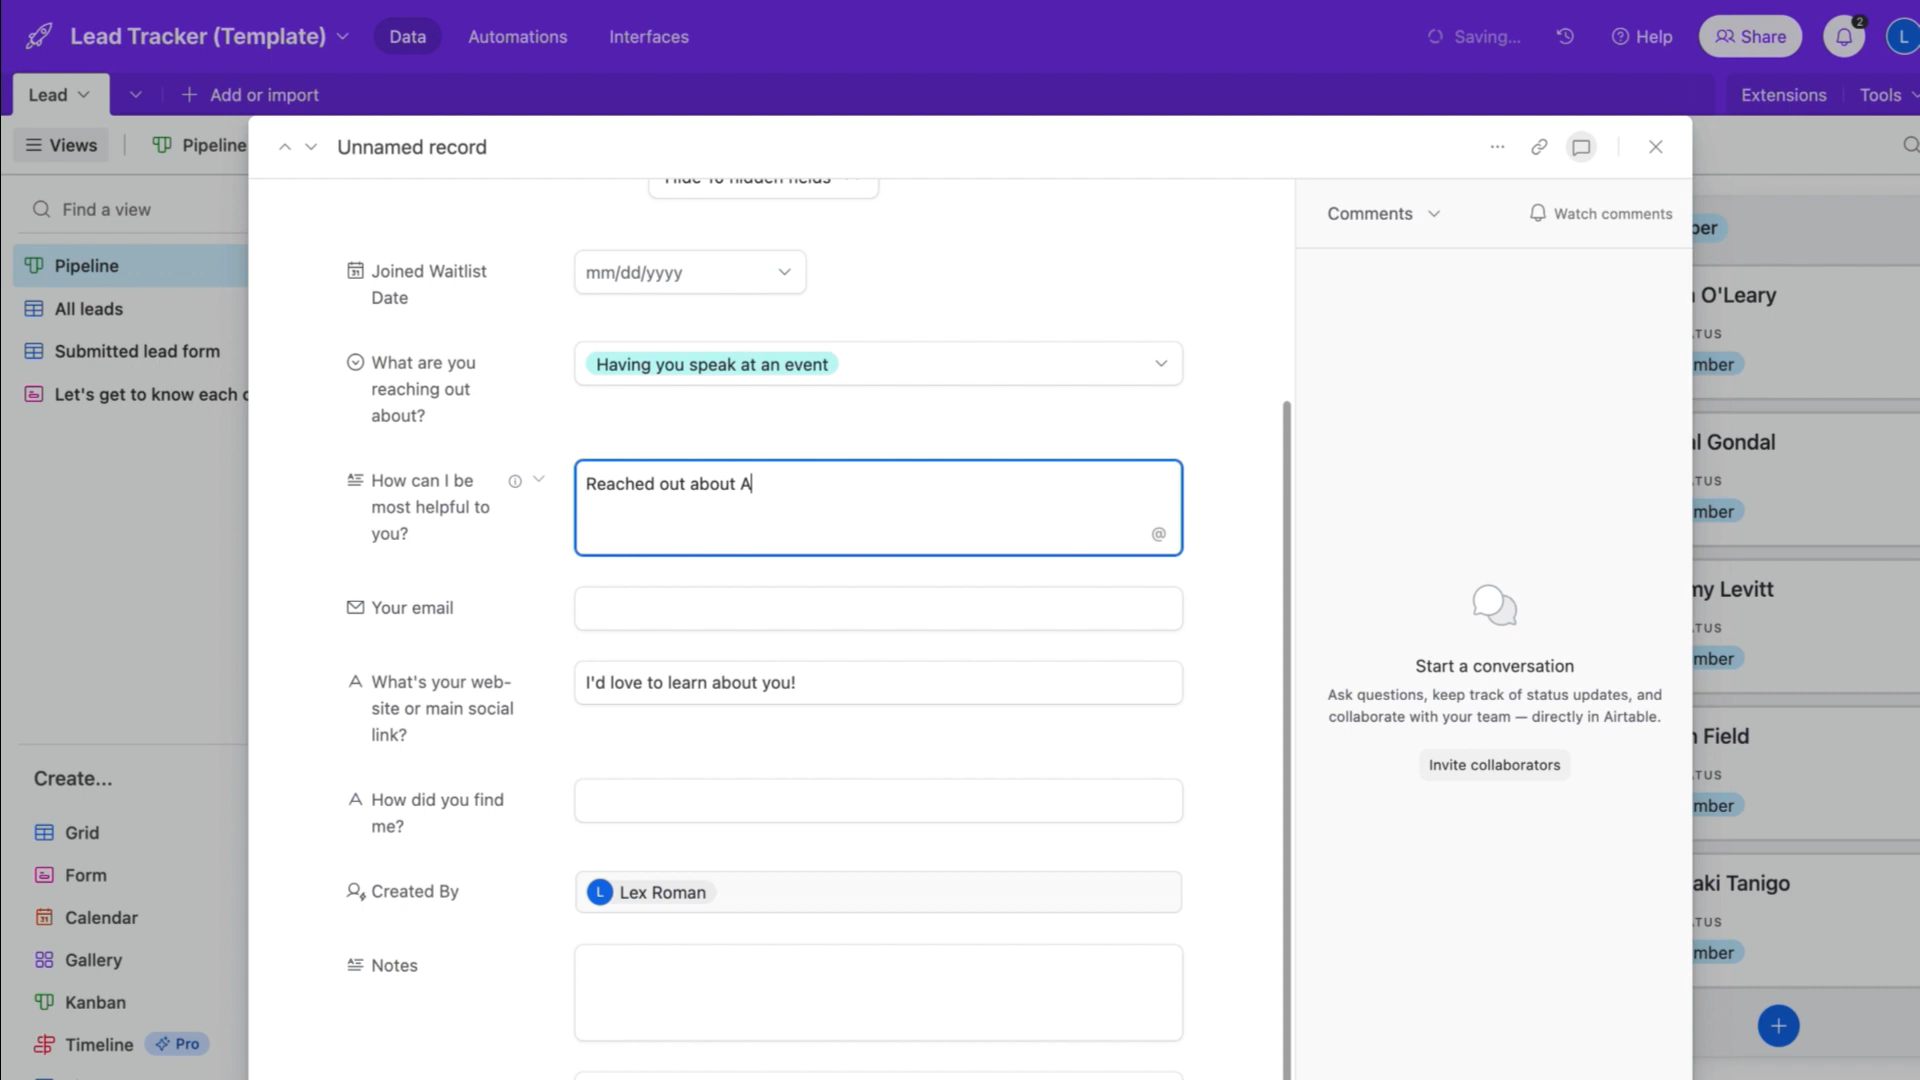 Lead Tracker (Template)
Data
Automations
Interfaces
Saving...
Help
Share
2
L
Lead
Add or import
Extensions
Tools
Views
Pipeline
Unnamed record
Find a view
Pipeline
All leads
Submitted lead form
Let's get to know each
Hide 16 hidden fields
Joined Waitlist
Date
mm/dd/yyyy
What are you
reaching out
about?
Having you speak at an event
How can I be
most helpful to
you?
Reached out about A
@
Your email
What's your web-
site or main social
link?
I'd love to learn about you!
How did you find
me?
Created By
L
Lex Roman
Notes
Comments
Watch comments
Start a conversation
Ask questions, keep track of status updates, and
collaborate with your team — directly in Airtable.
Invite collaborators
O'Leary
Gondal
Levitt
Field
Tanigo
Create...
Grid
Form
Calendar
Gallery
Kanban
Timeline
Pro